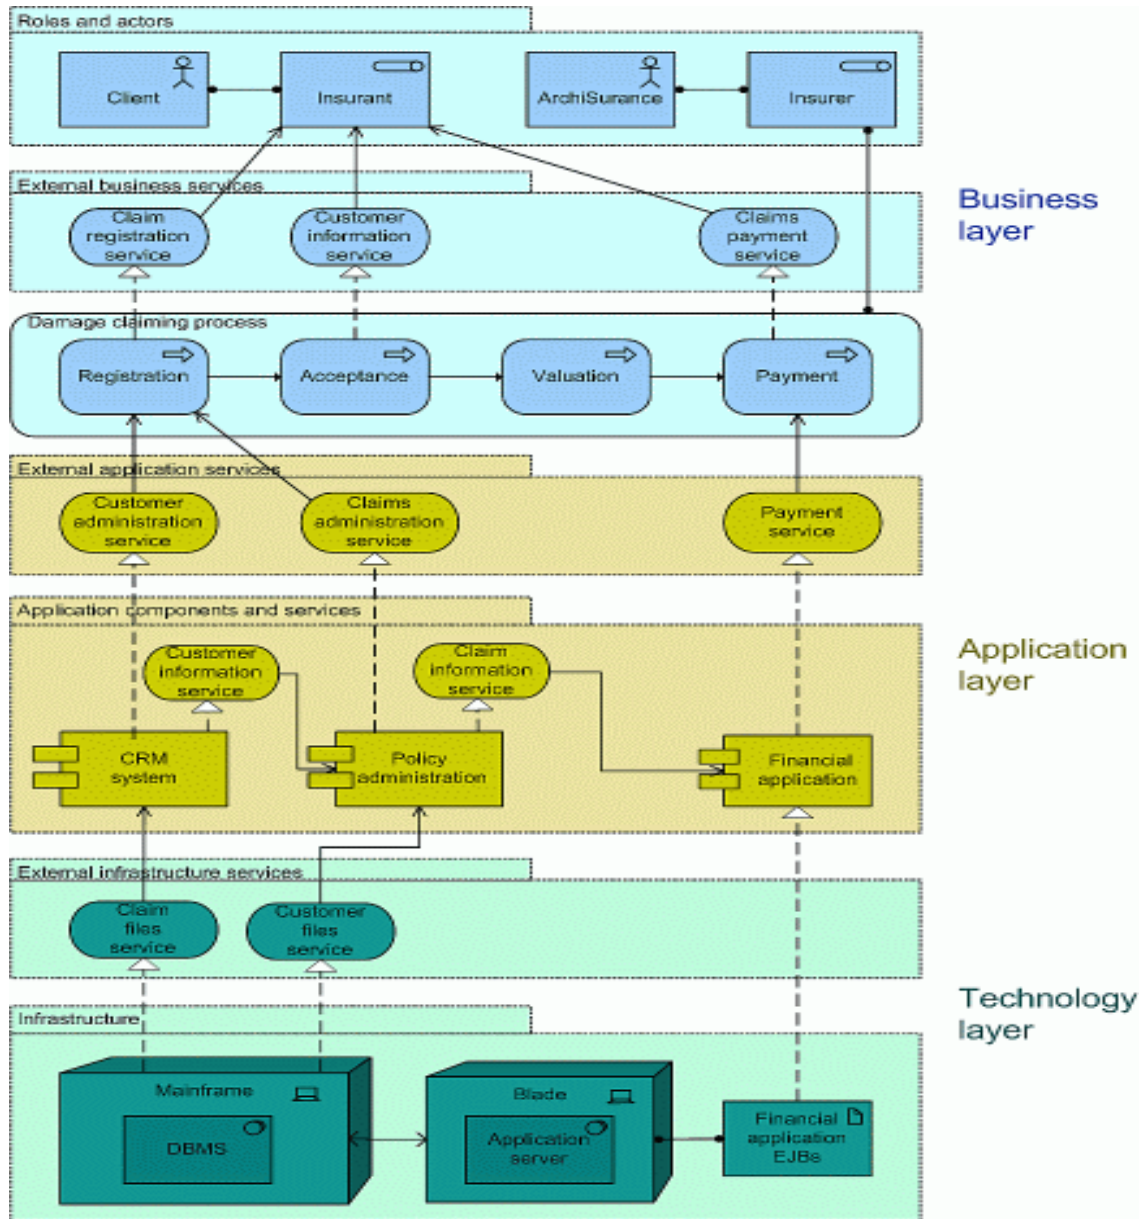 Roles and actors
Client
Insurant
ArchiSurance
Insurer
External business services
Claim
registration
service
Customer
information
service
Claims
payment
service
Business
layer
Damage claiming process
Registration
Acceptance
Valuation
Payment
External application services
Customer
administration
service
Claims
administration
service
Payment
service
Application components and services
Customer
information
service
Claim
information
service
Application
layer
CRM
system
Policy
administration
Financial
application
External infrastructure services
Claim
files
service
Customer
files
service
Technology
layer
Infrastructure
Mainframe
DBMS
Blade
Application
server
Financial
application
EJBs